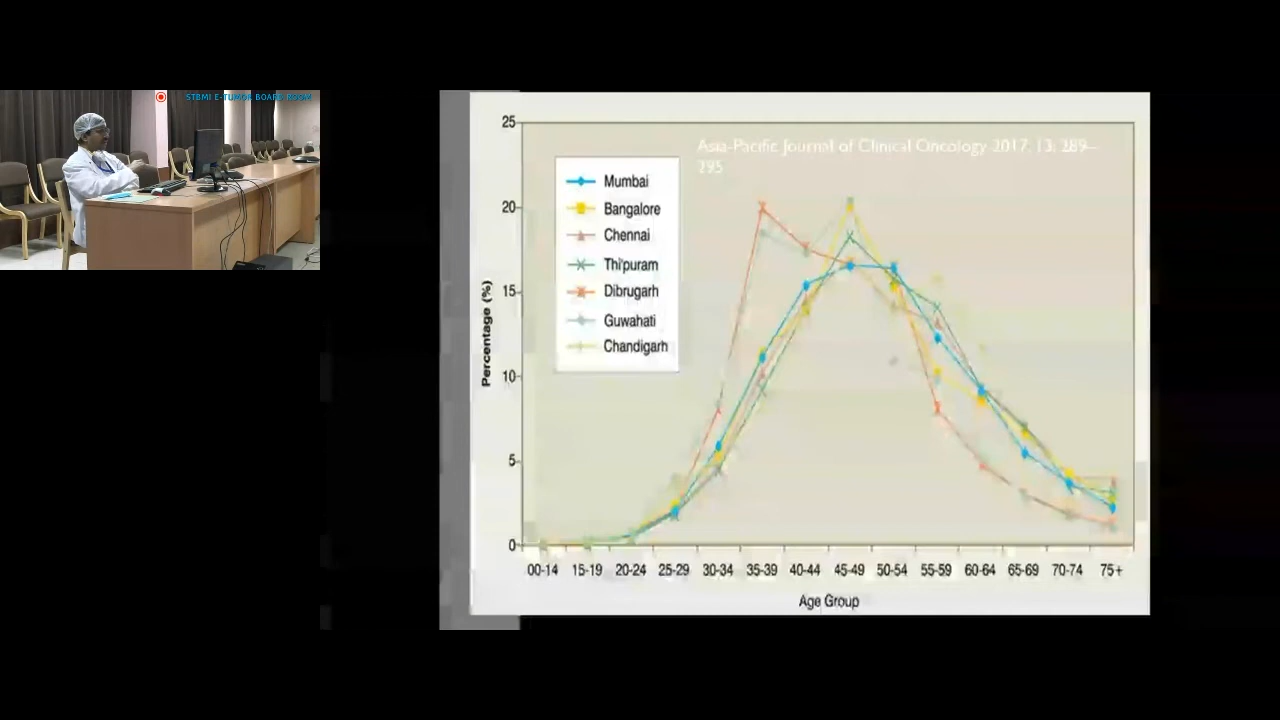 STBMI E-TUMOR BOARD ROOM
Asia-Pacific Journal of Clinical Oncology 2017; 13: 289–
295
25
20
15
10
5
0
Percentage (%)
Mumbai
Bangalore
Chennai
Thi'puram
Dibrugarh
Guwahati
Chandigarh
00-14 15-19 20-24 25-29 30-34 35-39 40-44 45-49 50-54 55-59 60-64 65-69 70-74 75+
Age Group